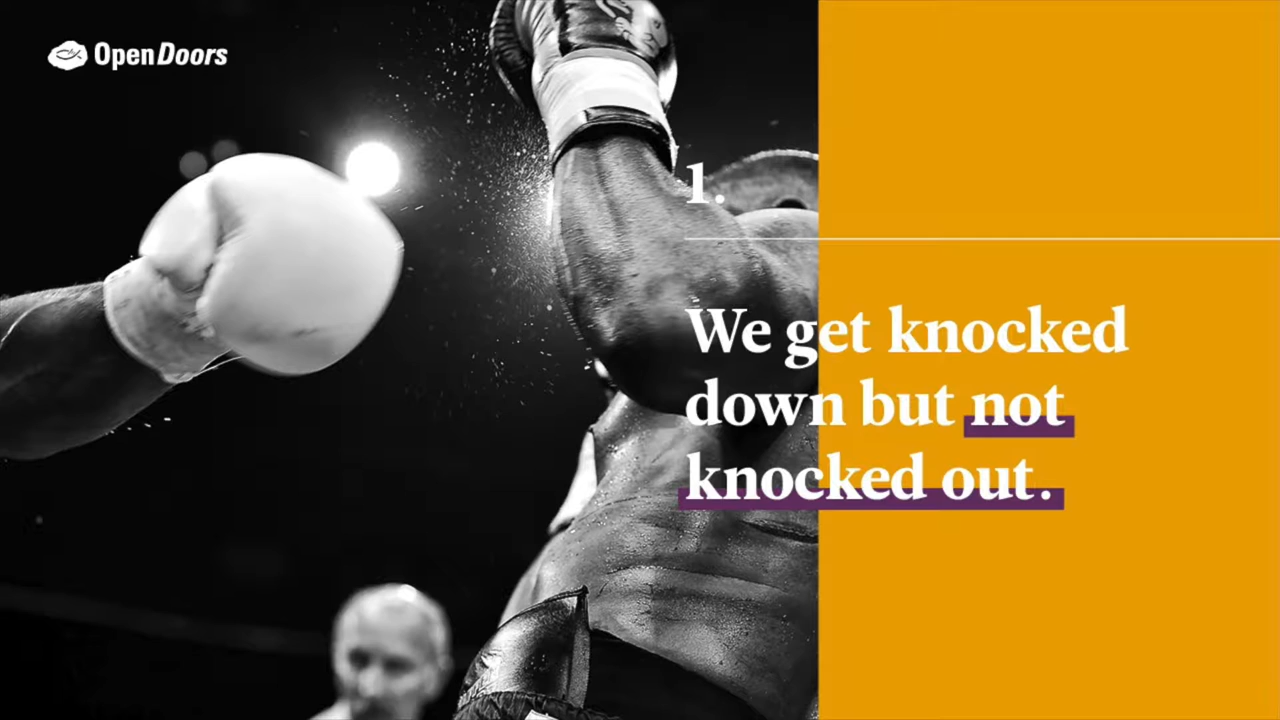 OpenDoors
1.
We get knocked
down but not
knocked out.